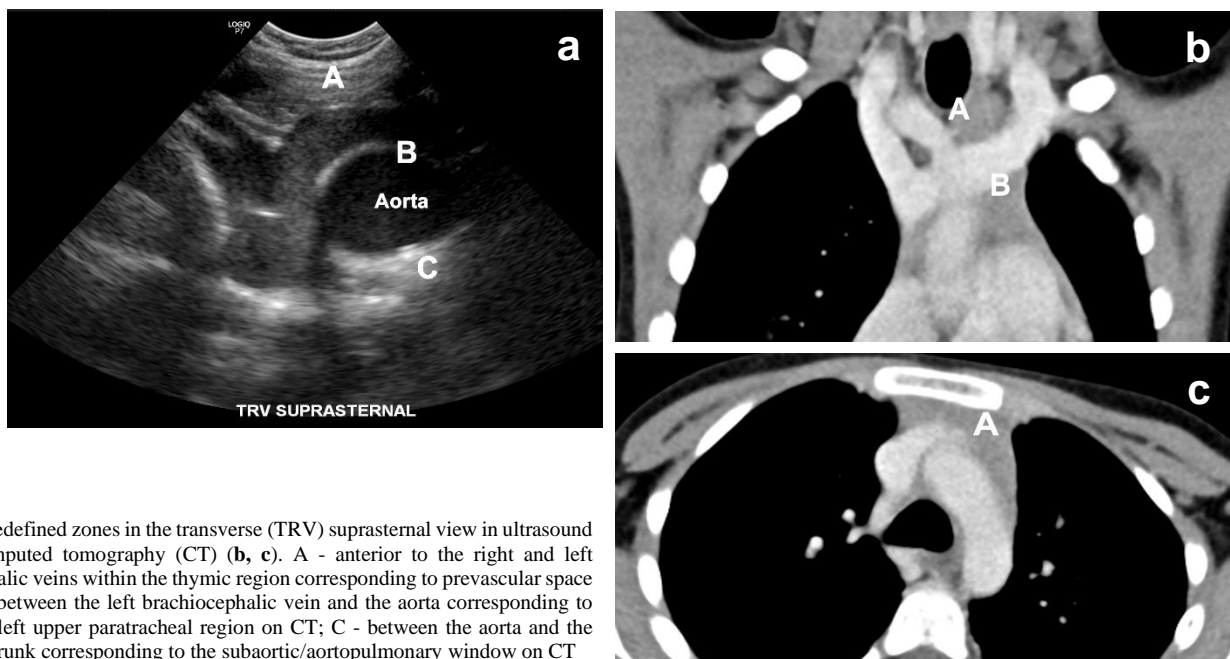 LOGIQ
P7
a
A
B
Aorta
C
TRV SUPRASTERNAL
b
A
B
c
A
edefined zones in the transverse (TRV) suprasternal view in ultrasound
nputed tomography (CT) (b, c). A - anterior to the right and left
alic veins within the thymic region corresponding to prevascular space
between the left brachiocephalic vein and the aorta corresponding to
left upper paratracheal region on CT; C - between the aorta and the
runk corresponding to the subaortic/aortopulmonary window on CT